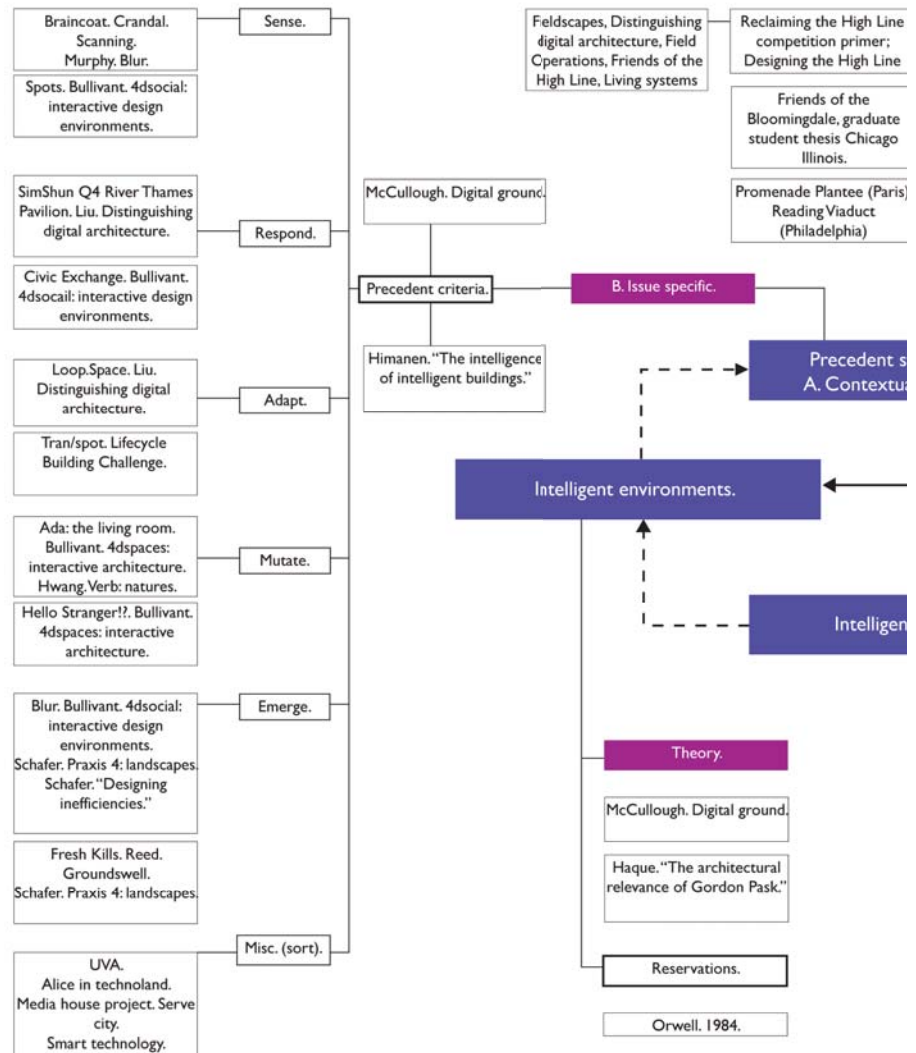 Braincoat. Crandal.
Scanning.
Murphy. Blur.
Sense.
Spots. Bullivant. 4dsocial:
interactive design
environments.
SimShun Q4 River Thames
Pavilion. Liu. Distinguishing
digital architecture.
Respond.
Civic Exchange. Bullivant.
4dsocail: interactive design
environments.
Loop.Space. Liu.
Distinguishing digital
architecture.
Adapt.
Tran/spot. Lifecycle
Building Challenge.
Ada: the living room.
Bullivant. 4dspaces:
interactive architecture.
Hwang. Verb: natures.
Mutate.
Hello Stranger!?. Bullivant.
4dspaces: interactive
architecture.
Blur. Bullivant. 4dsocial:
interactive design
environments.
Schafer. Praxis 4: landscapes.
Schafer. “Designing
inefficiencies.”
Emerge.
Fresh Kills. Reed.
Groundswell.
Schafer. Praxis 4: landscapes.
Misc. (sort).
UVA.
Alice in technoland.
Media house project. Serve
city.
Smart technology.
McCullough. Digital ground.
Precedent criteria.
Himanen. “The intelligence
of intelligent buildings.”
B. Issue specific.
Fieldscapes, Distinguishing
digital architecture, Field
Operations, Friends of the
High Line, Living systems
Reclaiming the High Line
competition primer;
Designing the High Line
Friends of the
Bloomingdale, graduate
student thesis Chicago
Illinois.
Promenade Plantee (Paris)
Reading Viaduct
(Philadelphia)
Precedent s
A. Contextua
Intelligent environments.
Intelligen
Theory.
McCullough. Digital ground.
Haque. “The architectural
relevance of Gordon Pask.”
Reservations.
Orwell. 1984.